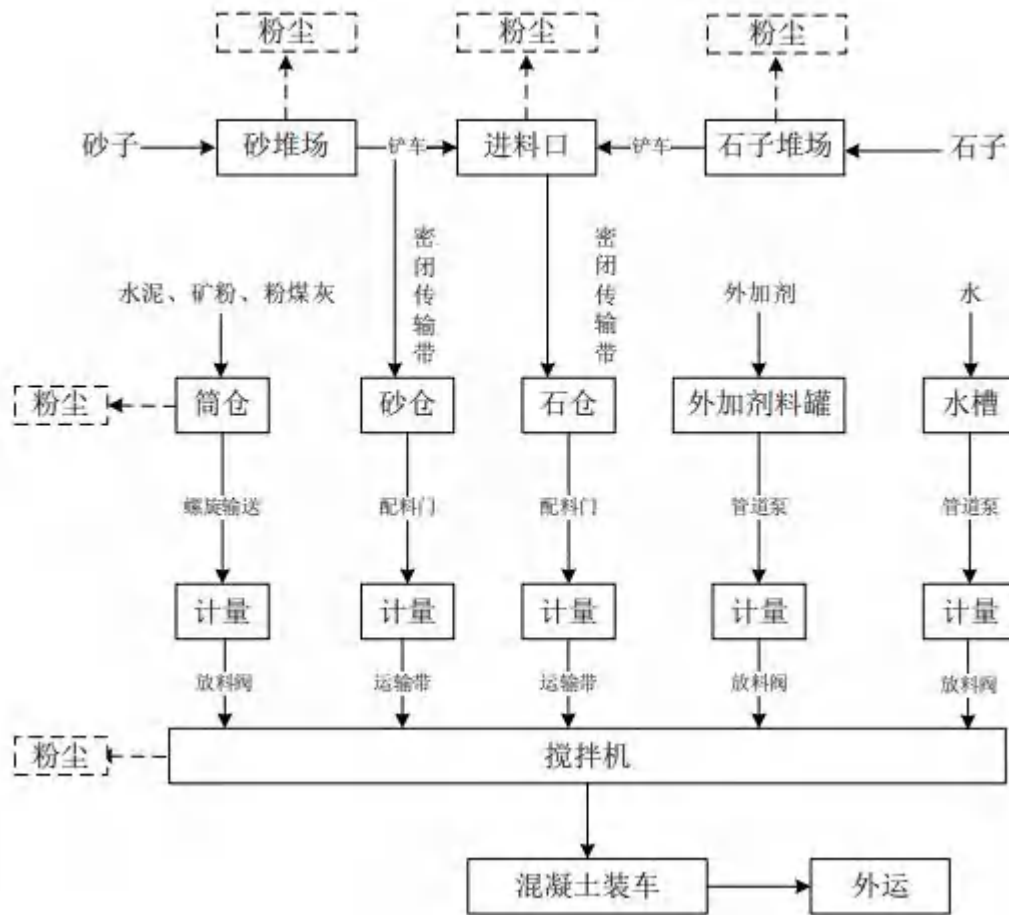 粉尘
粉尘
粉尘
砂子
砂堆场
铲车
进料口
铲车
石子堆场
石子
密闭传输带
密闭传输带
水泥、矿粉、粉煤灰
外加剂
水
粉尘
筒仓
砂仓
石仓
外加剂料罐
水槽
螺旋输送
配料门
配料门
管道泵
管道泵
计量
计量
计量
计量
计量
放料阀
运输带
运输带
放料阀
放料阀
粉尘
搅拌机
混凝土装车
外运